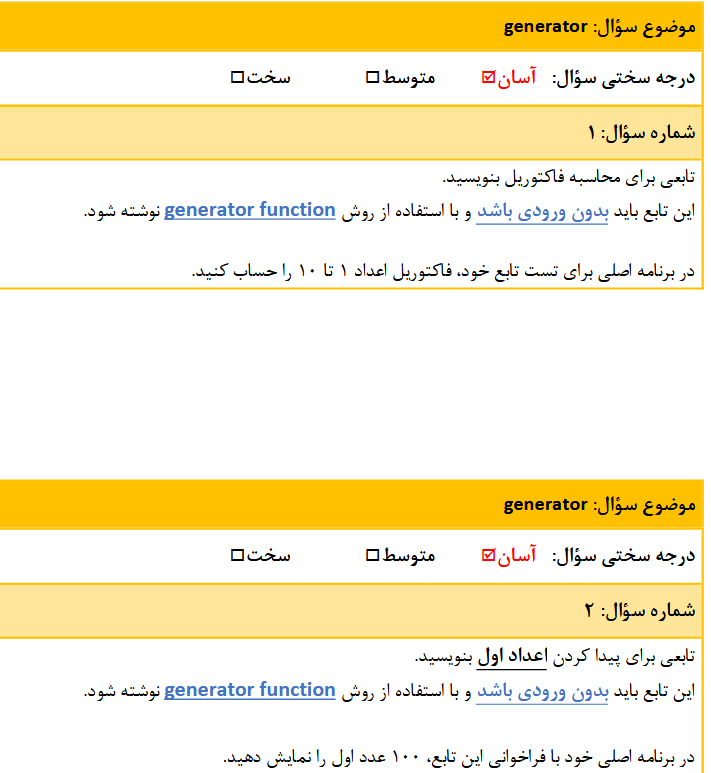 موضوع سؤال: generator
درجه سختی سؤال: آسان☑ متوسط□ سخت□
شماره سؤال: ۱
تابعی برای محاسبه فاکتوریل بنویسید.
این تابع باید بدون ورودی باشد و با استفاده از روش generator function نوشته شود.
در برنامه اصلی برای تست تابع خود، فاکتوریل اعداد ۱ تا ۱۰ را حساب کنید.
موضوع سؤال: generator
درجه سختی سؤال: آسان☑ متوسط□ سخت□
شماره سؤال: ۲
تابعی برای پیدا کردن اعداد اول بنویسید.
این تابع باید بدون ورودی باشد و با استفاده از روش generator function نوشته شود.
در برنامه اصلی خود با فراخوانی این تابع، ۱۰۰ عدد اول را نمایش دهید.